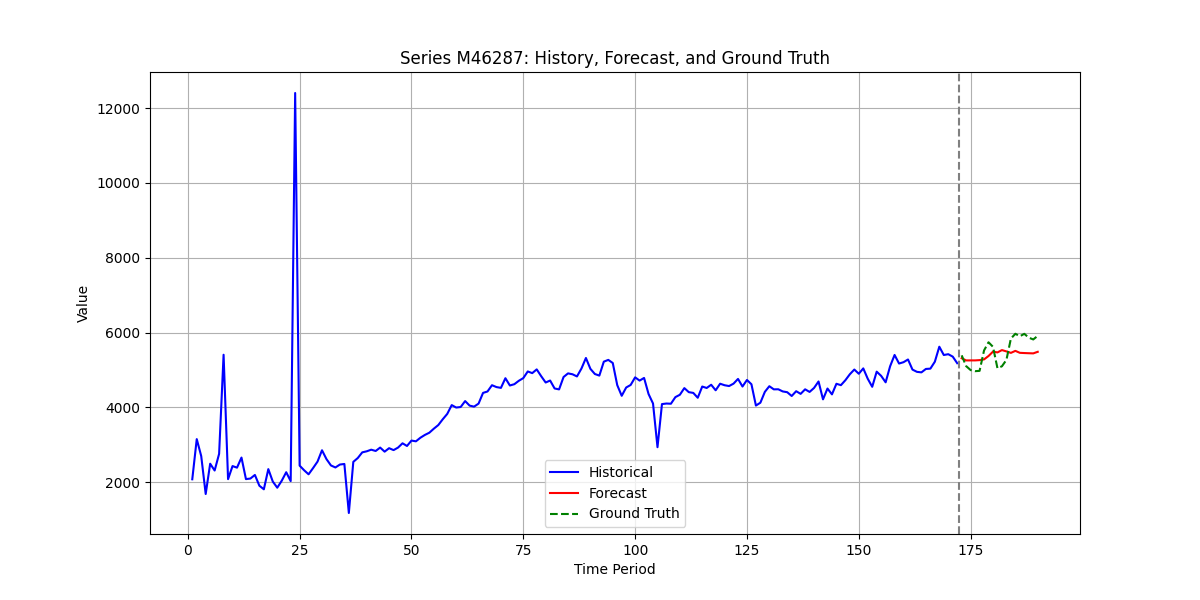 Series M46287: History, Forecast, and Ground Truth
12000
10000
8000
6000
4000
2000
Value
Historical
Forecast
Ground Truth
0 25 50 75 100 125 150 175
Time Period